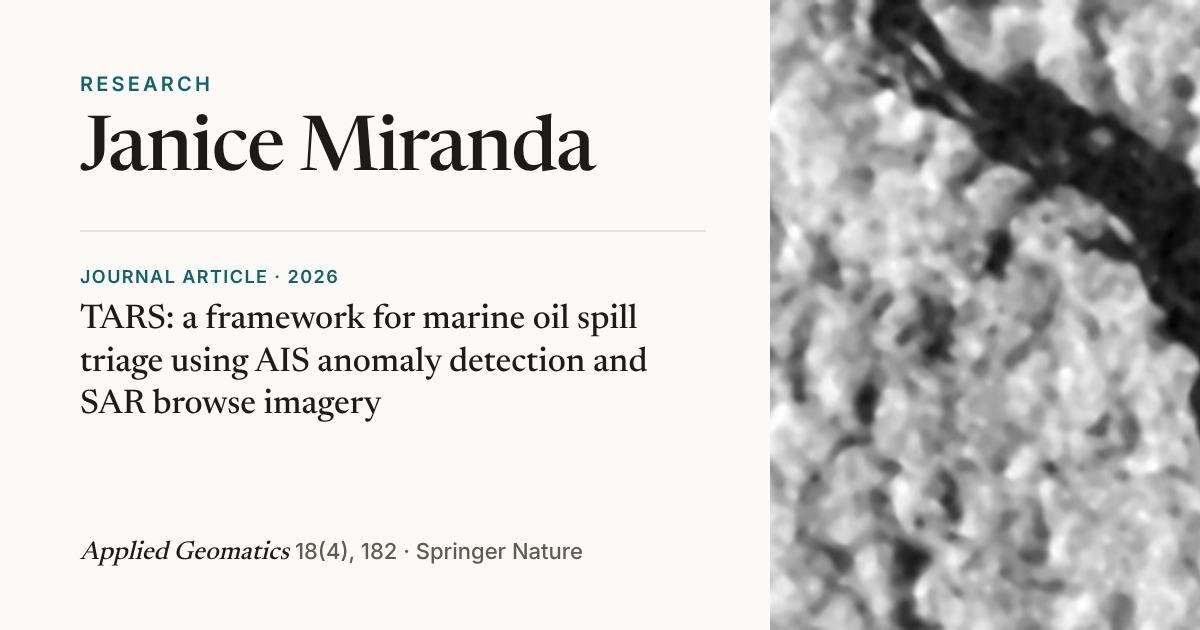 RESEARCH
Janice Miranda
JOURNAL ARTICLE · 2026
TARS: a framework for marine oil spill
triage using AIS anomaly detection and
SAR browse imagery
Applied Geomatics 18(4), 182 · Springer Nature